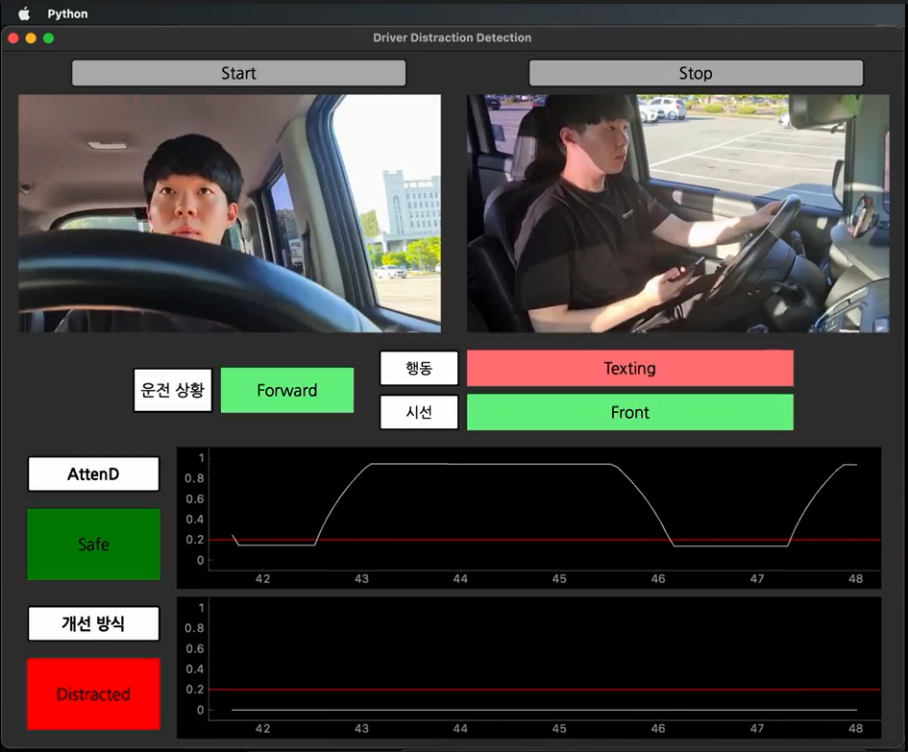 Python
Driver Distraction Detection
Start
Stop
운전 상황
Forward
행동
Texting
시선
Front
AttenD
Safe
1
0.8
0.6
0.4
0.2
0
42 43 44 45 46 47 48
개선 방식
Distracted
1
0.8
0.6
0.4
0.2
0
42 43 44 45 46 47 48